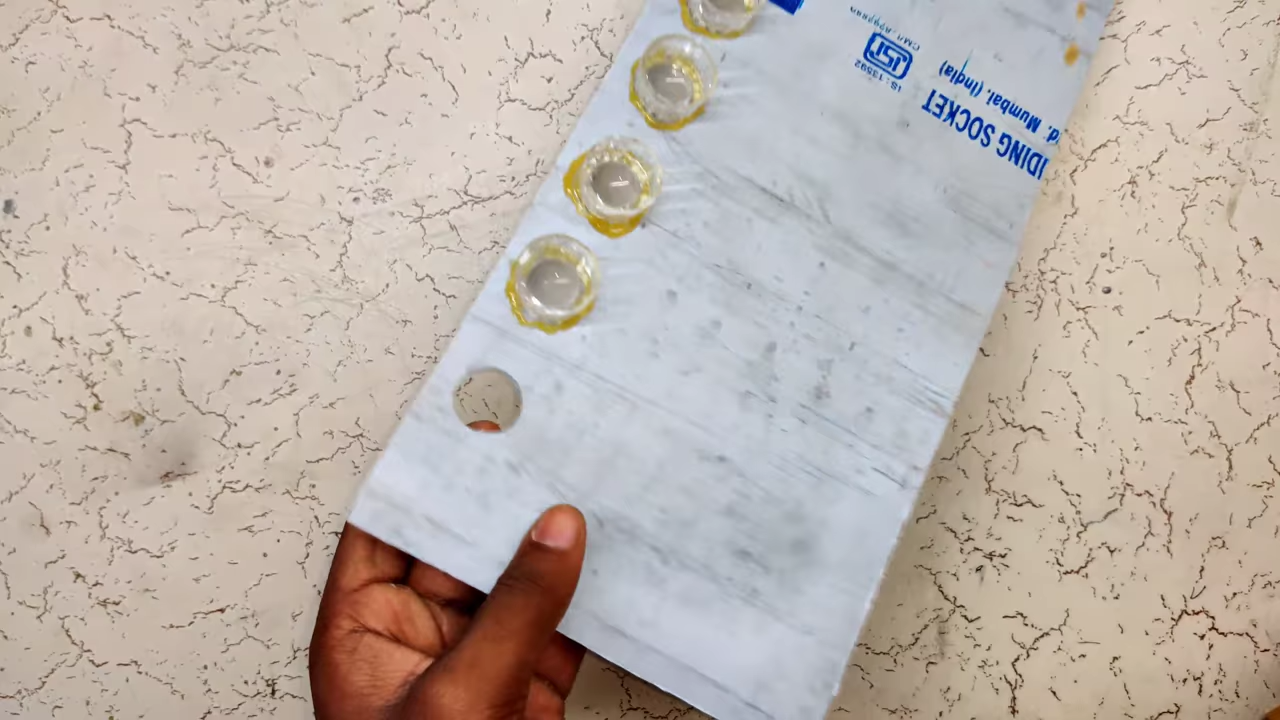 IDING SOCKET
d. Mumbai, (India)
ISI
IS:13592